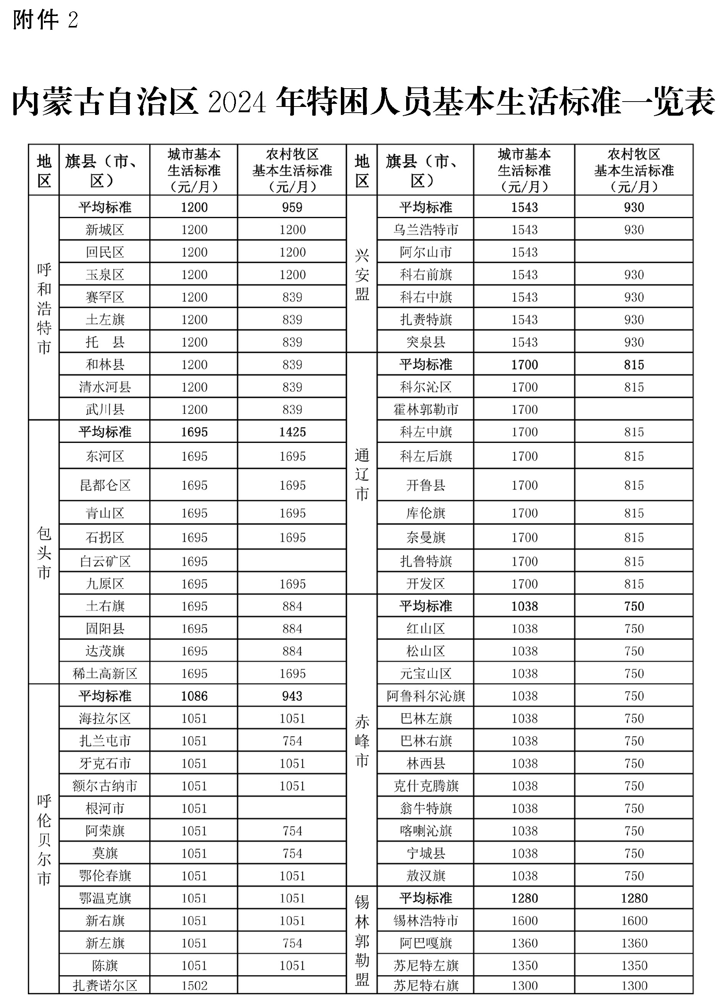 附件 2
内蒙古自治区 2024 年特困人员基本生活标准一览表
地区 旗县（市、区） 城市基本生活标准（元/月） 农村牧区基本生活标准（元/月） 地区 旗县（市、区） 城市基本生活标准（元/月） 农村牧区基本生活标准（元/月）
呼和浩特市 平均标准 1200 959 兴安盟 平均标准 1543 930
新城区 1200 1200 乌兰浩特市 1543 930
回民区 1200 1200 阿尔山市 1543
玉泉区 1200 1200 科右前旗 1543 930
赛罕区 1200 839 科右中旗 1543 930
土左旗 1200 839 扎赉特旗 1543 930
托 县 1200 839 突泉县 1543 930
和林县 1200 839 通辽市 平均标准 1700 815
清水河县 1200 839 科尔沁区 1700 815
武川县 1200 839 霍林郭勒市 1700
包头市 平均标准 1695 1425 科左中旗 1700 815
东河区 1695 1695 科左后旗 1700 815
昆都仑区 1695 1695 开鲁县 1700 815
青山区 1695 1695 库伦旗 1700 815
石拐区 1695 1695 奈曼旗 1700 815
白云矿区 1695 扎鲁特旗 1700 815
九原区 1695 1695 开发区 1700 815
土右旗 1695 884 赤峰市 平均标准 1038 750
固阳县 1695 884 红山区 1038 750
达茂旗 1695 884 松山区 1038 750
稀土高新区 1695 1695 元宝山区 1038 750
呼伦贝尔市 平均标准 1086 943 阿鲁科尔沁旗 1038 750
海拉尔区 1051 1051 巴林左旗 1038 750
扎兰屯市 1051 754 巴林右旗 1038 750
牙克石市 1051 1051 林西县 1038 750
额尔古纳市 1051 1051 克什克腾旗 1038 750
根河市 1051 翁牛特旗 1038 750
阿荣旗 1051 754 喀喇沁旗 1038 750
莫旗 1051 754 宁城县 1038 750
鄂伦春旗 1051 1051 敖汉旗 1038 750
鄂温克旗 1051 1051 锡林郭勒盟 平均标准 1280 1280
新右旗 1051 1051 锡林浩特市 1600 1600
新左旗 1051 754 阿巴嘎旗 1360 1360
陈旗 1051 1051 苏尼特左旗 1350 1350
扎赉诺尔区 1502 苏尼特右旗 1300 1300